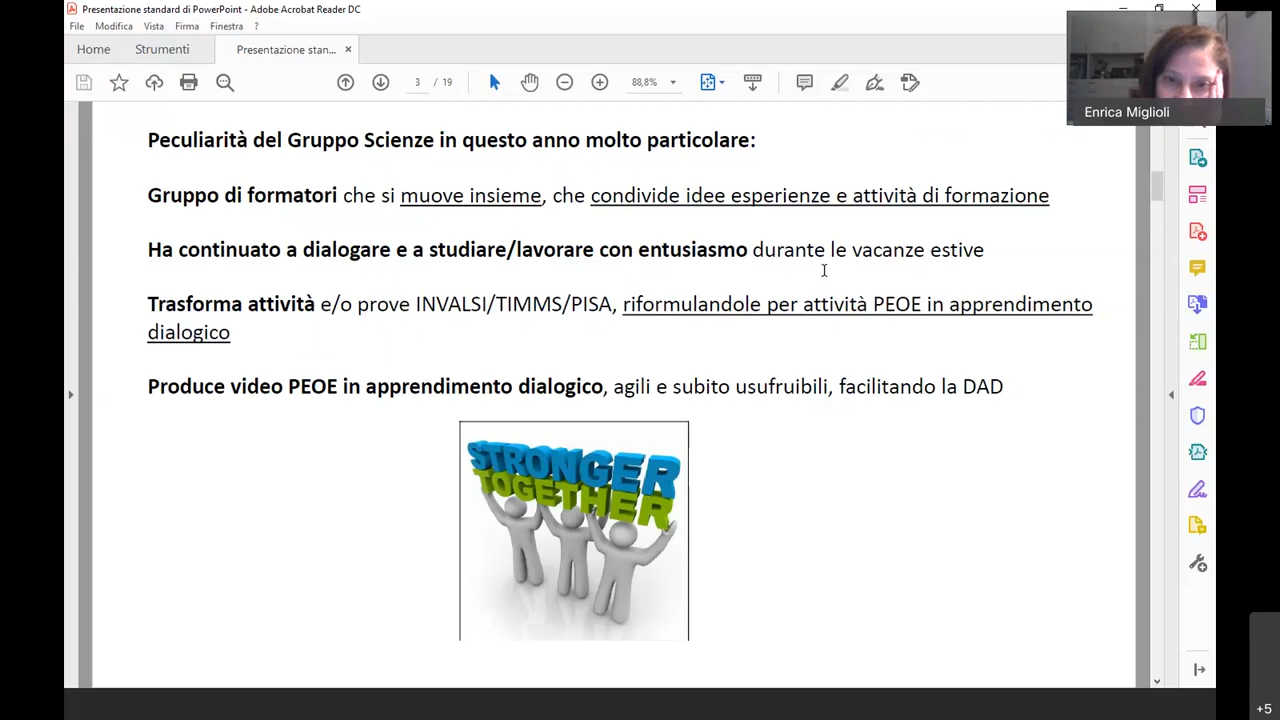 Presentazione standard di PowerPoint - Adobe Acrobat Reader DC
File Modifica Vista Firma Finestra ?
Home Strumenti Presentazione stan... ×
3 / 19 88,8%
Enrica Miglioli
Peculiarità del Gruppo Scienze in questo anno molto particolare:
Gruppo di formatori che si muove insieme, che condivide idee esperienze e attività di formazione
Ha continuato a dialogare e a studiare/lavorare con entusiasmo durante le vacanze estive
Trasforma attività e/o prove INVALSI/TIMMS/PISA, riformulandole per attività PEOE in apprendimento
dialogico
Produce video PEOE in apprendimento dialogico, agili e subito usufruibili, facilitando la DAD
STRONGER
TOGETHER
+5